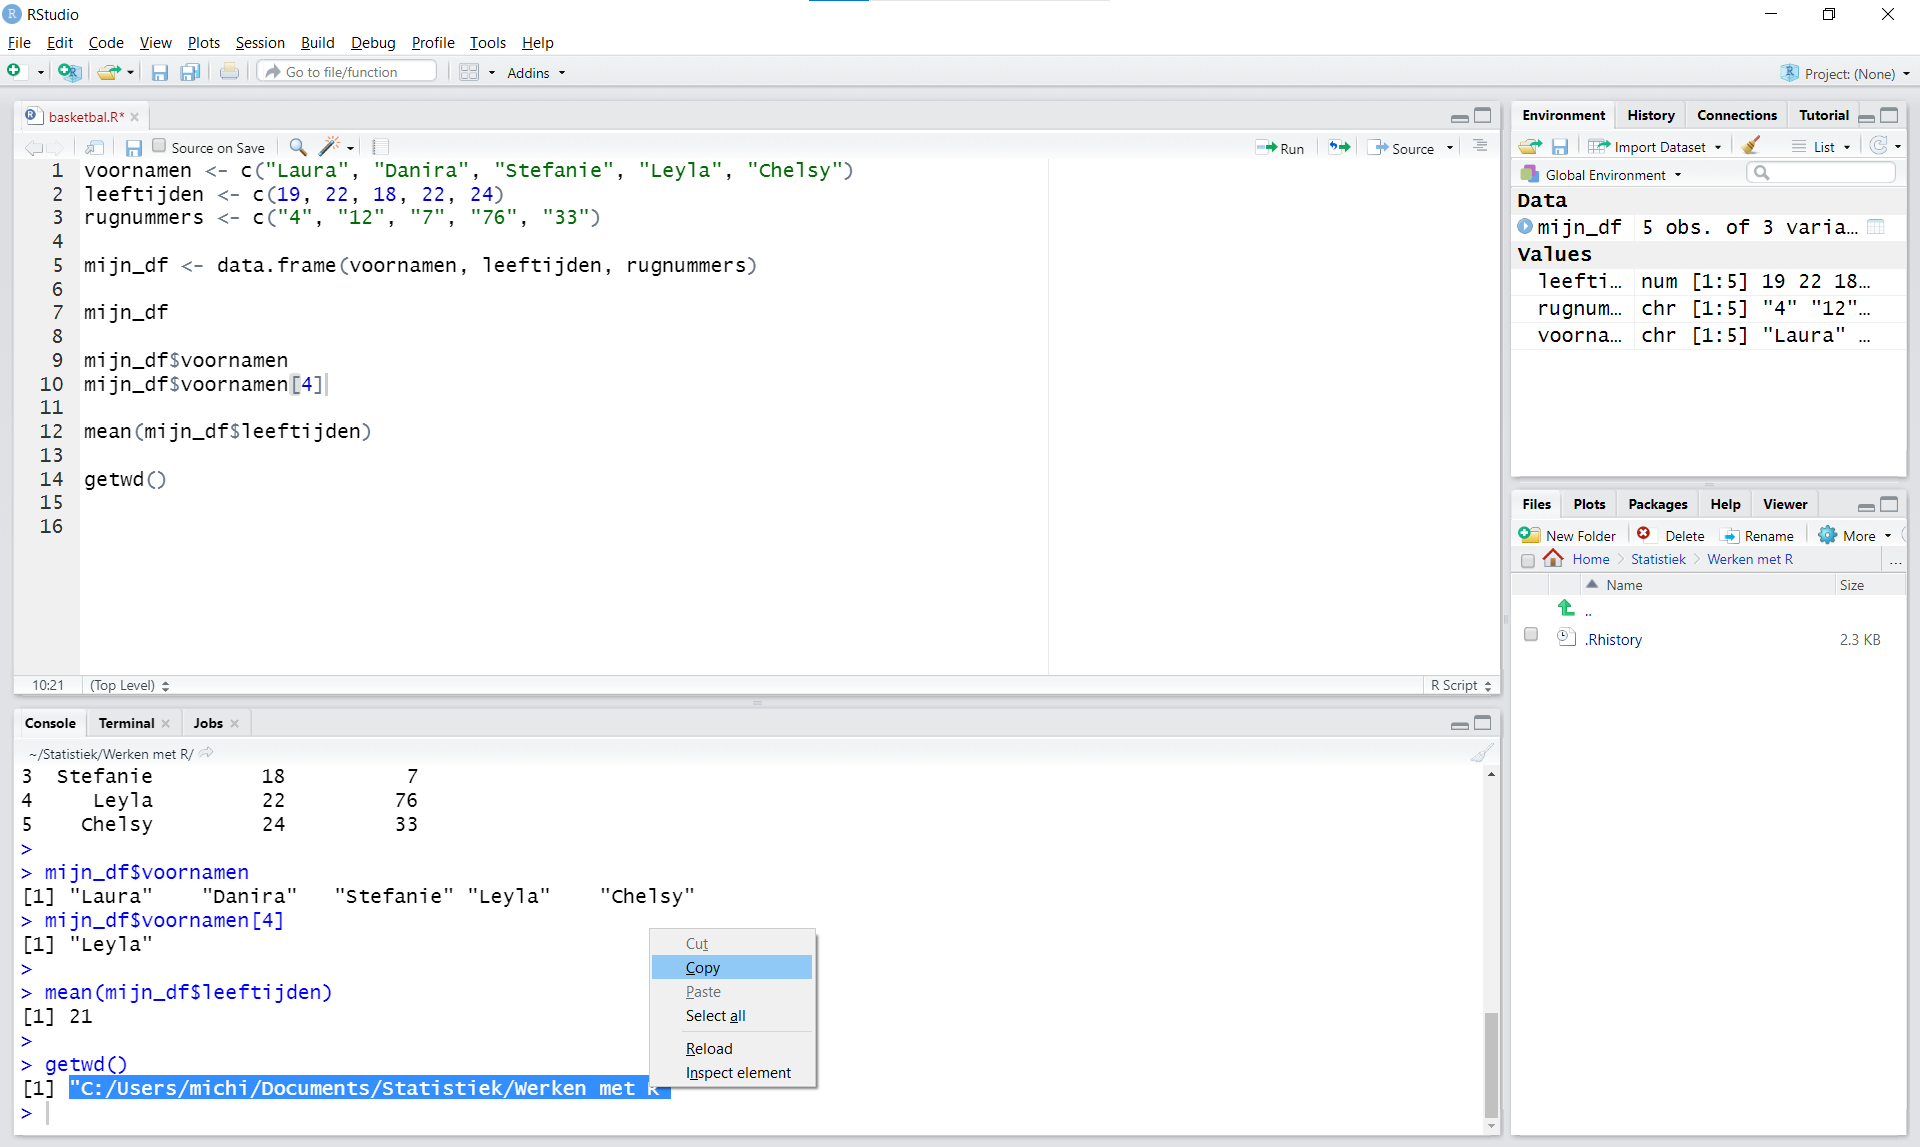 RStudio
File Edit Code View Plots Session Build Debug Profile Tools Help
Go to file/function Addins Project: (None)
basketbal.R*
Source on Save Run Source
1 voornamen <- c("Laura", "Danira", "Stefanie", "Leyla", "Chelsy")
2 leeftijden <- c(19, 22, 18, 22, 24)
3 rugnummers <- c("4", "12", "7", "76", "33")
4
5 mijn_df <- data.frame(voornamen, leeftijden, rugnummers)
6
7 mijn_df
8
9 mijn_df$voornamen
10 mijn_df$voornamen[4]
11
12 mean(mijn_df$leeftijden)
13
14 getwd()
15
16
10:21 (Top Level) R Script
Console Terminal Jobs
~/Statistiek/Werken met R/
3 Stefanie 18 7
4 Leyla 22 76
5 Chelsy 24 33
>
> mijn_df$voornamen
[1] "Laura" "Danira" "Stefanie" "Leyla" "Chelsy"
> mijn_df$voornamen[4]
[1] "Leyla"
>
> mean(mijn_df$leeftijden)
[1] 21
>
> getwd()
[1] "C:/Users/michi/Documents/Statistiek/Werken met R
>
Cut
Copy
Paste
Select all
Reload
Inspect element
Environment History Connections Tutorial
Import Dataset List
Global Environment
Data
mijn_df 5 obs. of 3 varia…
Values
leefti… num [1:5] 19 22 18…
rugnum… chr [1:5] "4" "12"…
voorna… chr [1:5] "Laura" …
Files Plots Packages Help Viewer
New Folder Delete Rename More
Home Statistiek Werken met R ...
Name Size
..
.Rhistory 2.3 KB